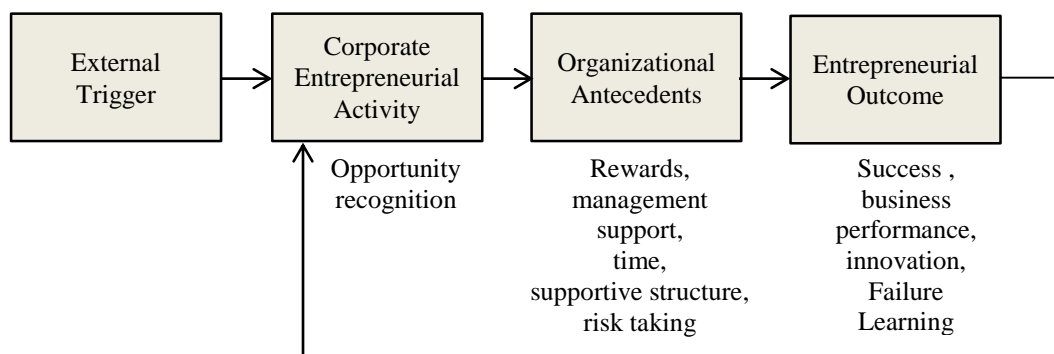 External
Trigger
Corporate
Entrepreneurial
Activity
Organizational
Antecedents
Entrepreneurial
Outcome
Opportunity
recognition
Rewards,
management
support,
time,
supportive structure,
risk taking
Success ,
business
performance,
innovation,
Failure
Learning